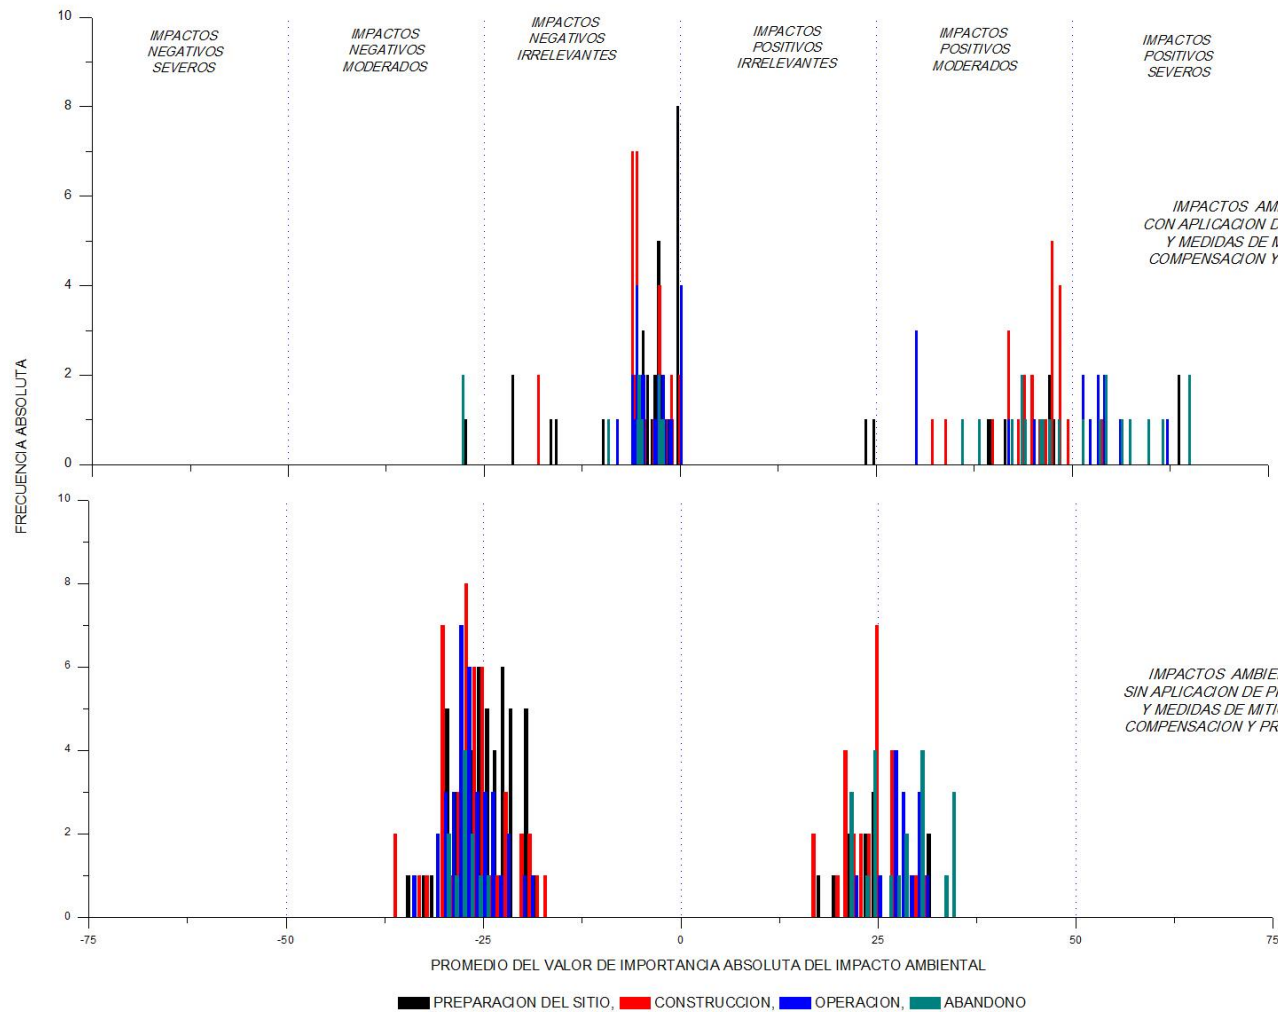 IMPACTOS
NEGATIVOS
SEVEROS
IMPACTOS
NEGATIVOS
MODERADOS
IMPACTOS
NEGATIVOS
IRRELEVANTES
IMPACTOS
POSITIVOS
IRRELEVANTES
IMPACTOS
POSITIVOS
MODERADOS
IMPACTOS
POSITIVOS
SEVEROS
10
8
6
4
2
0
IMPACTOS AM
CON APLICACION D
Y MEDIDAS DE M
COMPENSACION Y
FRECUENCIA ABSOLUTA
10
8
6
4
2
0
IMPACTOS AMBIE
SIN APLICACION DE P
Y MEDIDAS DE MITI
COMPENSACION Y PR
-75 -50 -25 0 25 50 75
PROMEDIO DEL VALOR DE IMPORTANCIA ABSOLUTA DEL IMPACTO AMBIENTAL
PREPARACION DEL SITIO, CONSTRUCCION, OPERACION, ABANDONO